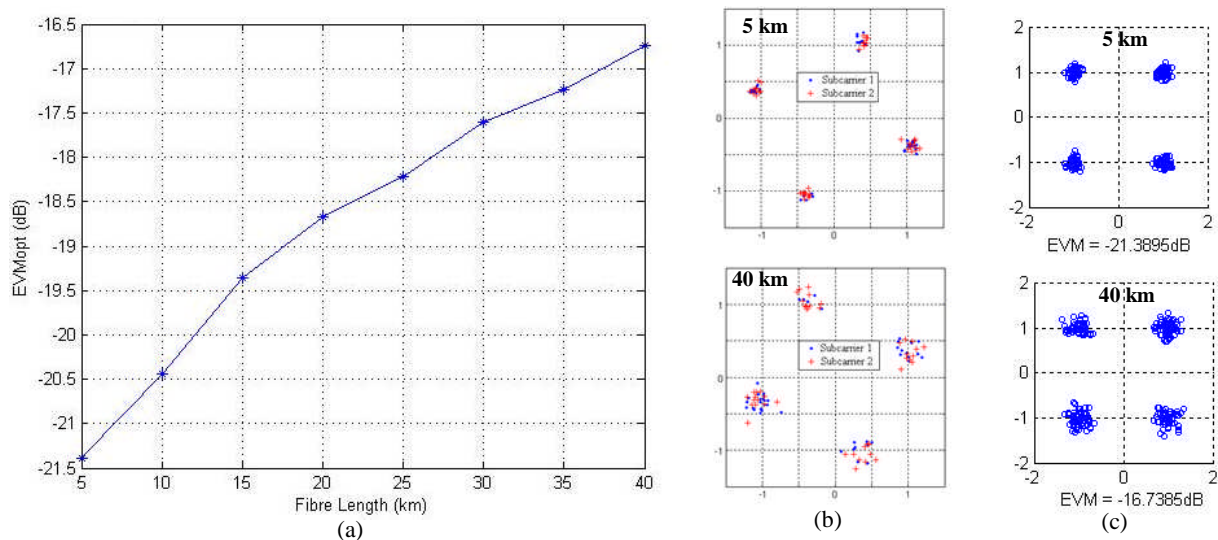 -16.5
-17
-17.5
-18
-18.5
-19
-19.5
-20
-20.5
-21
-21.5
EVMopt (dB)
5 10 15 20 25 30 35 40
Fibre Length (km)
(a)
5 km
1
0
-1
Subcarrier 1
Subcarrier 2
-1 0 1
40 km
1
0
-1
Subcarrier 1
Subcarrier 2
-1 0 1
(b)
5 km
2
1
0
-1
-2
-2 0 2
EVM = -21.3895dB
40 km
2
1
0
-1
-2
-2 0 2
EVM = -16.7385dB
(c)